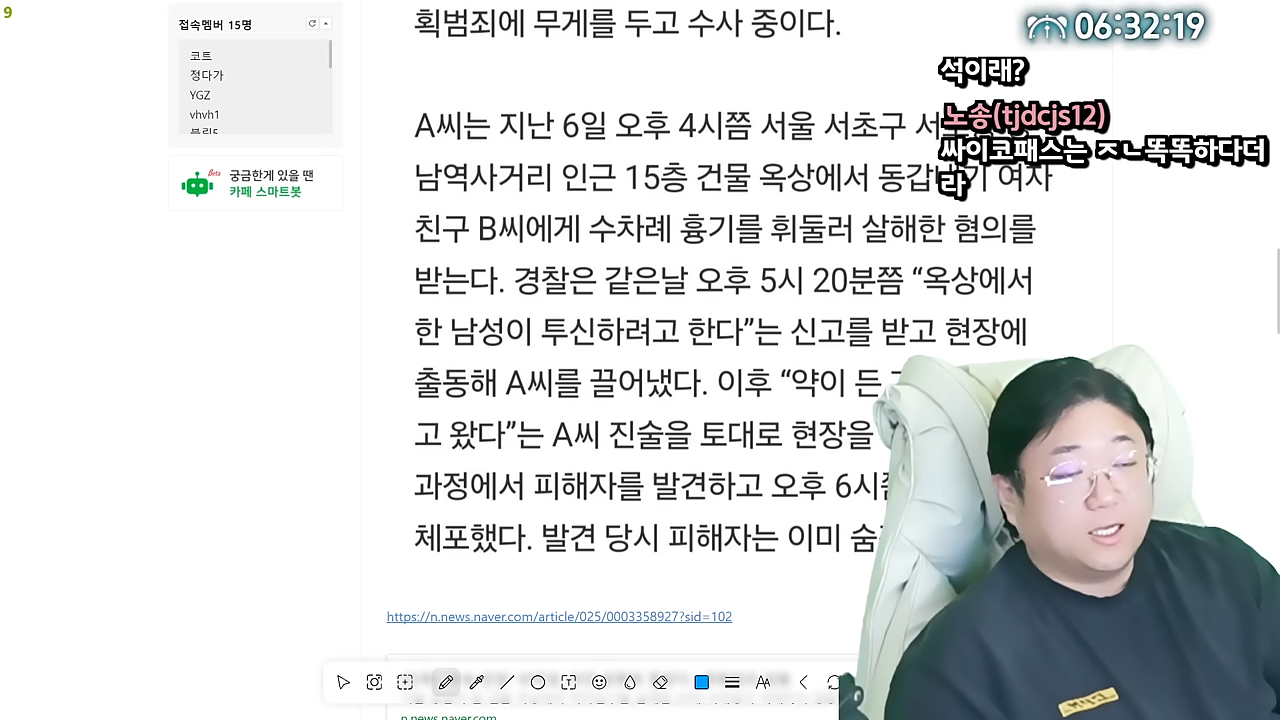 9
접속멤버 15명
코트
정다가
YGZ
vhvh1
Beta
궁금한게 있을 땐
카페 스마트봇
획범죄에 무게를 두고 수사 중이다.
A씨는 지난 6일 오후 4시쯤 서울 서초구
남역사거리 인근 15층 건물 옥상에서 여자
친구 B씨에게 수차례 흉기를 휘둘러 살해한 혐의를
받는다. 경찰은 같은날 오후 5시 20분쯤 “옥상에서
한 남성이 투신하려고 한다”는 신고를 받고 현장에
출동해 A씨를 끌어냈다. 이후 “약이 든
고 왔다”는 A씨 진술을 토대로 현장을
과정에서 피해자를 발견하고 오후 6시
체포했다. 발견 당시 피해자는 이미
https://n.news.naver.com/article/025/0003358927?sid=102
n.news.naver.com
06:32:19
석이래?
노송(tjdcjs12)
싸이코패스는 ㅈㄴ똑똑하다더
라